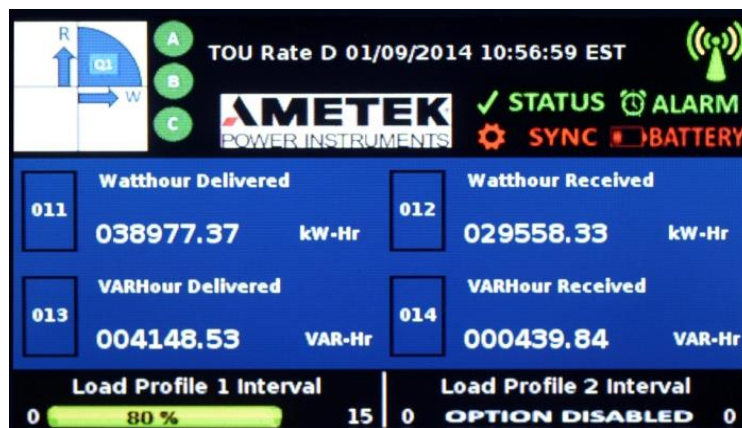 R
Q1
W
A
B
C
TOU Rate D 01/09/2014 10:56:59 EST
AMETEK
POWER INSTRUMENTS
STATUS ALARM
SYNC BATTERY
011 Watthour Delivered
038977.37 kW-Hr
012 Watthour Received
029558.33 kW-Hr
013 VARHour Delivered
004148.53 VAR-Hr
014 VARHour Received
000439.84 VAR-Hr
Load Profile 1 Interval
0 80 % 15
Load Profile 2 Interval
0 OPTION DISABLED 0